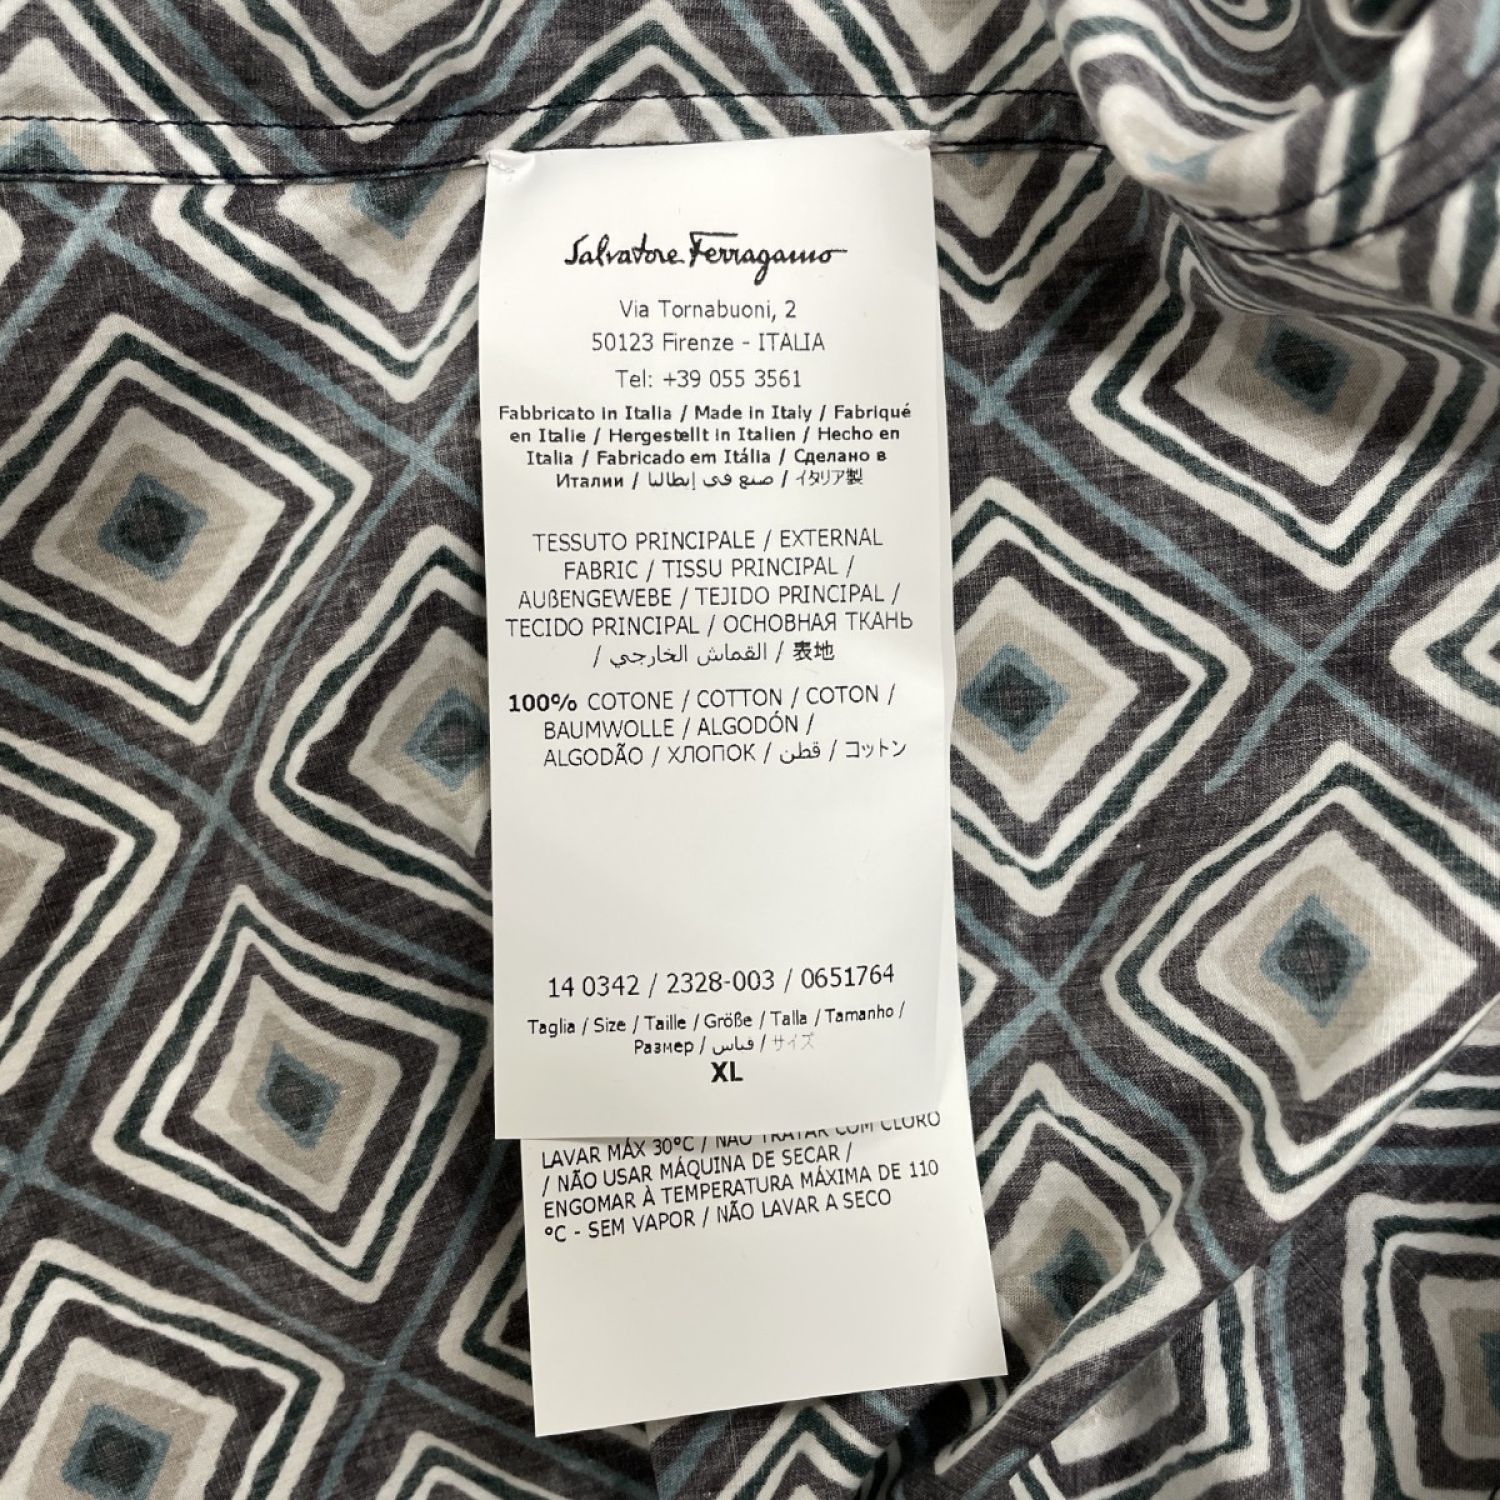 Salvatore Ferragamo
Via Tornabuoni, 2
50123 Firenze - ITALIA
Tel: +39 055 3561
Fabbricato in Italia / Made in Italy / Fabriqué
en Italie / Hergestellt in Italien / Hecho en
Italia / Fabricado em Itália / Сделано в
Италии / صنع في إيطاليا / イタリア製
TESSUTO PRINCIPALE / EXTERNAL
FABRIC / TISSU PRINCIPAL /
AUßENGEWEBE / TEJIDO PRINCIPAL /
TECIDO PRINCIPAL / ОСНОВНАЯ ТКАНЬ
/ القماش الخارجي / 表地
100% COTONE / COTTON / COTON /
BAUMWOLLE / ALGODÓN /
ALGODÃO / ХЛОПОК / قطن / コットン
14 0342 / 2328-003 / 0651764
Taglia / Size / Taille / Größe / Talla / Tamanho /
Размер / قياس / サイズ
XL
LAVAR MÁX 30°C / NÃO TRATAR COM CLORO
/ NÃO USAR MÁQUINA DE SECAR /
ENGOMAR À TEMPERATURA MÁXIMA DE 110
°C - SEM VAPOR / NÃO LAVAR A SECO